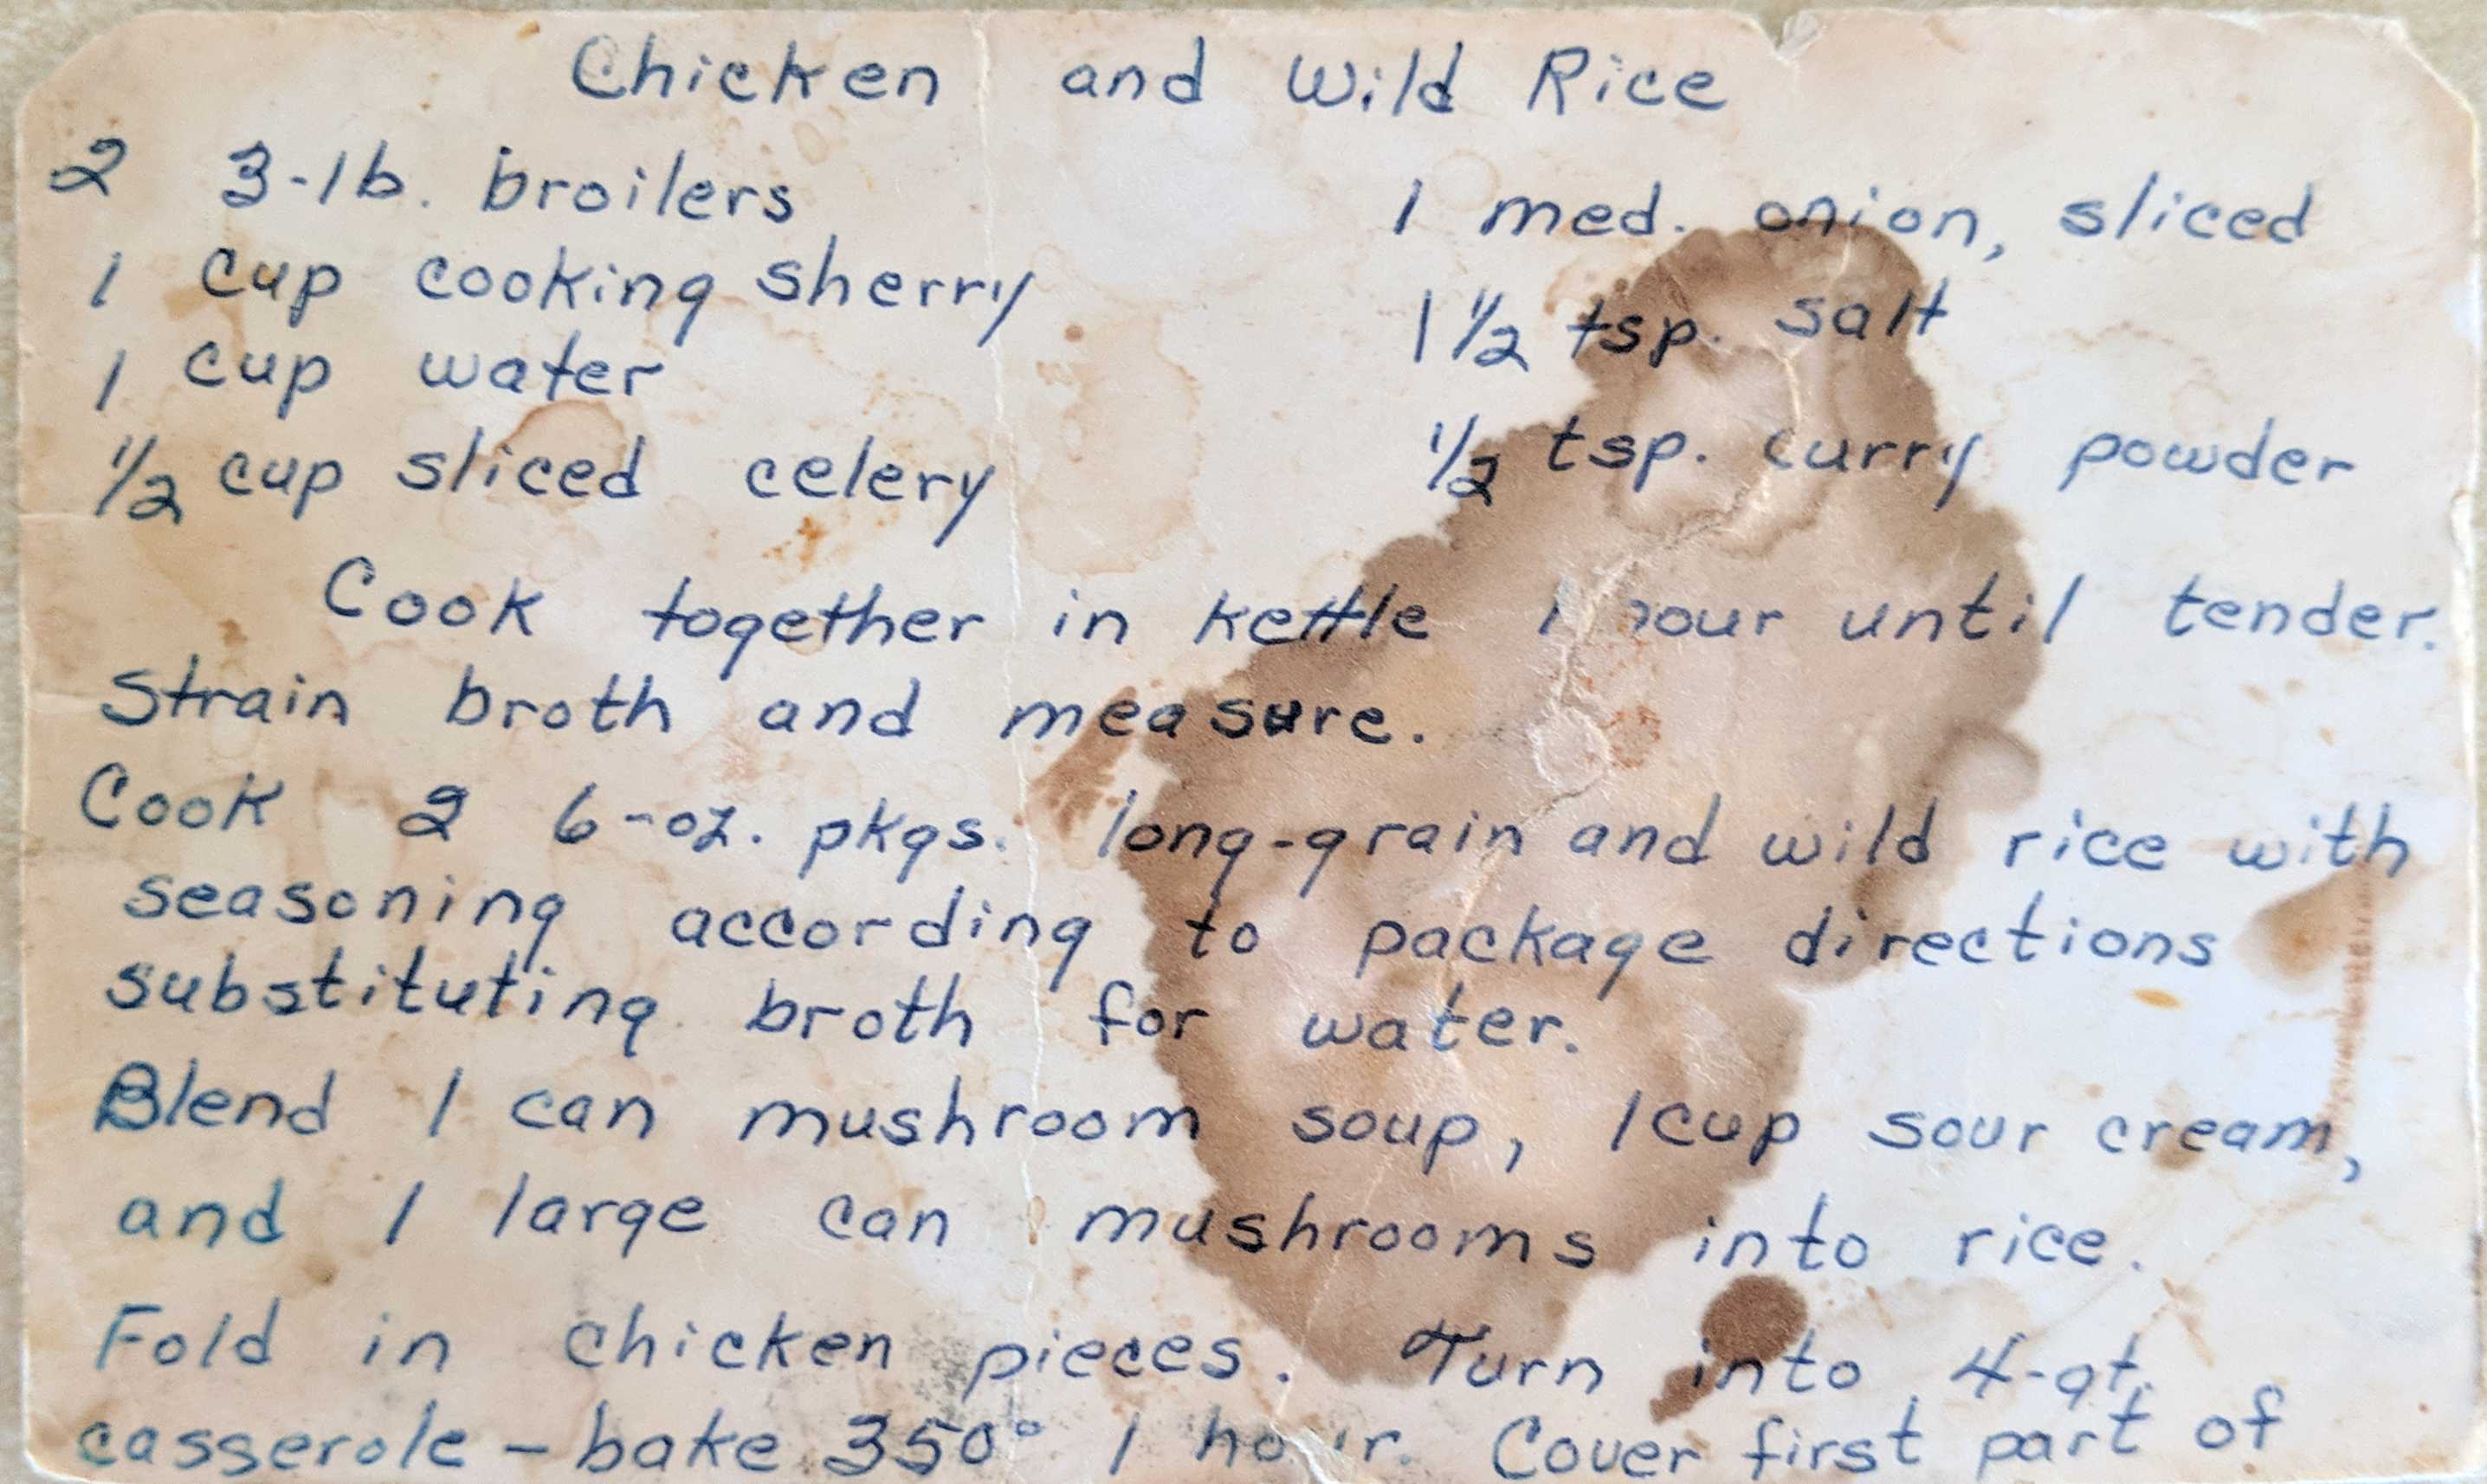 Chicken and Wild Rice
2 3-lb. broilers
1 cup cooking sherry
1 cup water
1/2 cup sliced celery
1 med. onion, sliced
1 1/2 tsp. salt
1/2 tsp. curry powder
Cook together in kettle 1 hour until tender.
Strain broth and measure.
Cook 2 6-oz. pkgs. long-grain and wild rice with
seasoning according to package directions
substituting broth for water.
Blend 1 can mushroom soup, 1 cup sour cream,
and 1 large can mushrooms into rice.
Fold in chicken pieces. Turn into 4-qt.
casserole - bake 350° 1 hour. Cover first part of